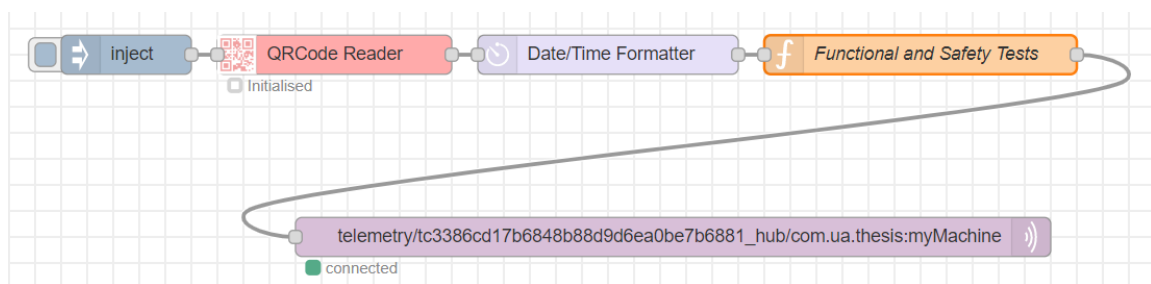 inject
QRCode Reader
Date/Time Formatter
Functional and Safety Tests
Initialised
telemetry/tc3386cd17b6848b88d9d6ea0be7b6881_hub/com.ua.thesis:myMachine
connected